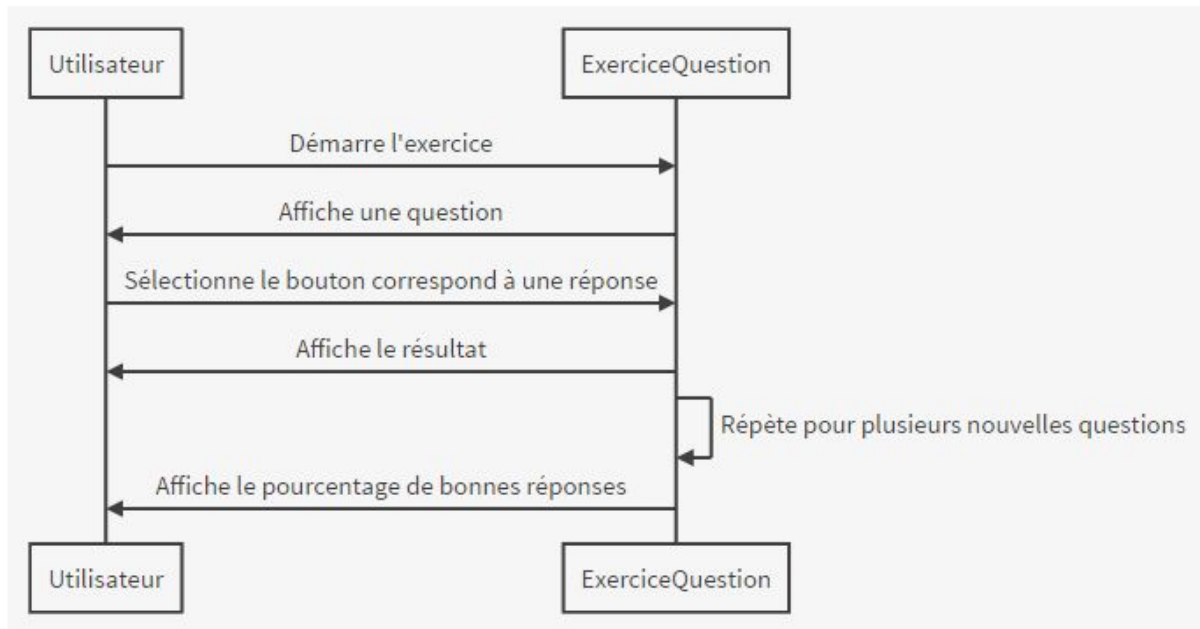 Utilisateur
ExerciceQuestion
Démarre l'exercice
Affiche une question
Sélectionne le bouton correspond à une réponse
Affiche le résultat
Répète pour plusieurs nouvelles questions
Affiche le pourcentage de bonnes réponses
Utilisateur
ExerciceQuestion